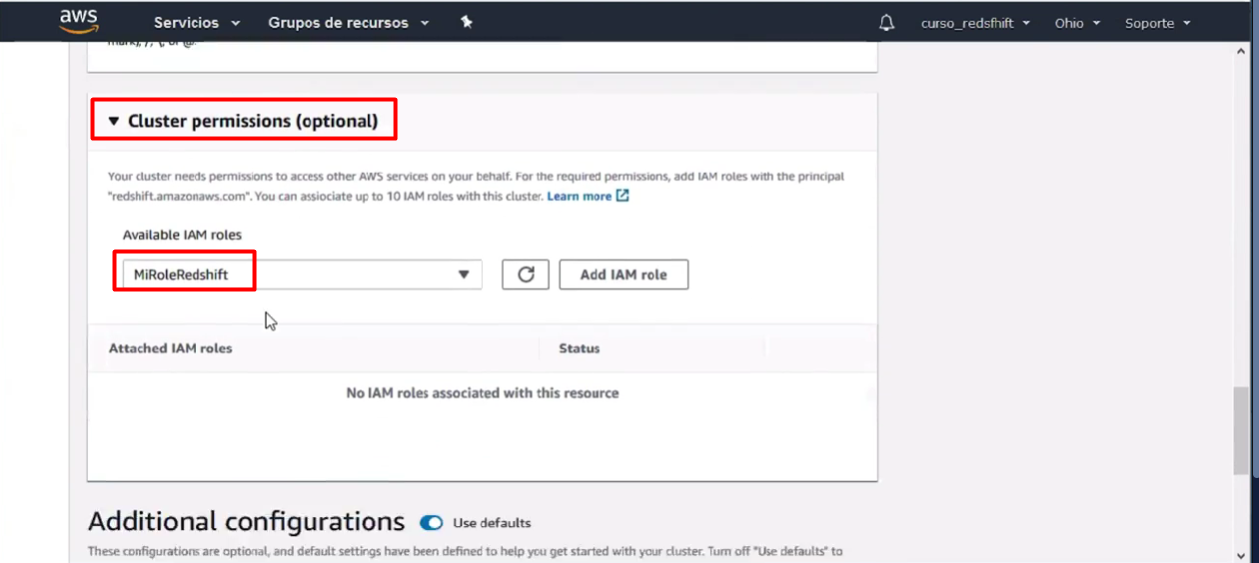 aws Servicios Grupos de recursos curso_redsfhift Ohio Soporte
Cluster permissions (optional)
Your cluster needs permissions to access other AWS services on your behalf. For the required permissions, add IAM roles with the principal
"redshift.amazonaws.com". You can assiociate up to 10 IAM roles with this cluster. Learn more
Available IAM roles
MiRoleRedshift Add IAM role
Attached IAM roles Status
No IAM roles associated with this resource
Additional configurations Use defaults
These configurations are optional, and default settings have been defined to help you get started with your cluster. Turn off "Use defaults" to